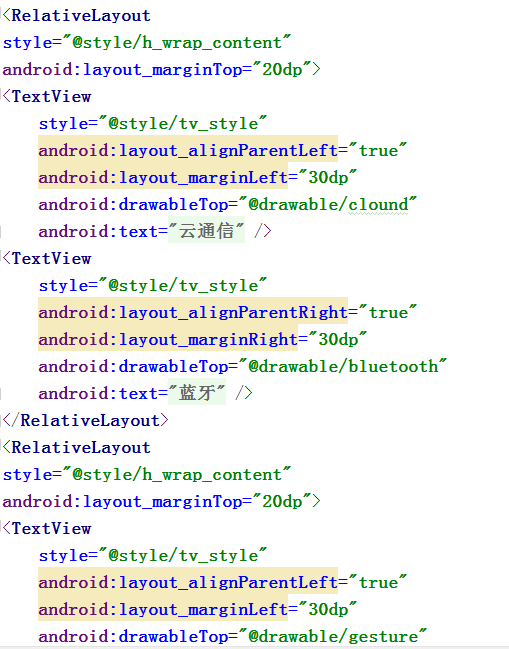 <RelativeLayout
style="@style/h_wrap_content"
android:layout_marginTop="20dp">
<TextView
style="@style/tv_style"
android:layout_alignParentLeft="true"
android:layout_marginLeft="30dp"
android:drawableTop="@drawable/clound"
android:text="云通信" />
<TextView
style="@style/tv_style"
android:layout_alignParentRight="true"
android:layout_marginRight="30dp"
android:drawableTop="@drawable/bluetooth"
android:text="蓝牙" />
</RelativeLayout>
<RelativeLayout
style="@style/h_wrap_content"
android:layout_marginTop="20dp">
<TextView
style="@style/tv_style"
android:layout_alignParentLeft="true"
android:layout_marginLeft="30dp"
android:drawableTop="@drawable/gesture"